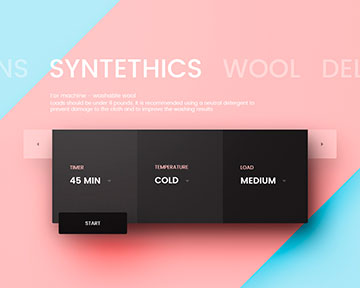 NS SYNTETHICS WOOL DEL
For machine - washable wool
Loads should be under 9 pounds. It is recommended using a neutral detergent to
prevent damage to the cloth and to improve the washing results
TIMER TEMPERATURE LOAD
45 MIN COLD MEDIUM
START